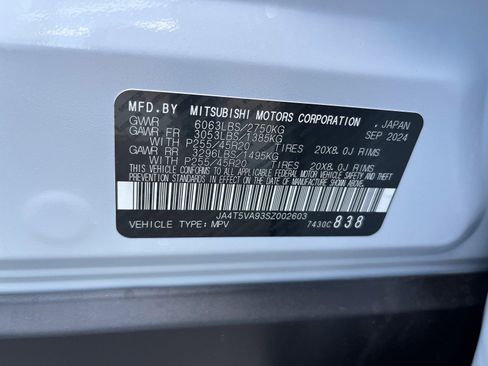 MFD.BY MITSUBISHI MOTORS CORPORATION, JAPAN
GVWR 6063LBS/2750KG SEP 2024
GAWR FR 3053LBS/1385KG
WITH P255/45R20 TIRES 20X8.0J RIMS
GAWR RR 3296LBS/1495KG
WITH P255/45R20 TIRES 20X8.0J RIMS
THIS VEHICLE CONFORMS TO ALL APPLICABLE FEDERAL MOTOR VEHICLE SAFETY AND THEFT
PREVENTION STANDARDS IN EFFECT ON THE DATE OF MANUFACTURE SHOWN ABOVE.
JA4T5VA93SZ002603
VEHICLE TYPE: MPV 7430C 838